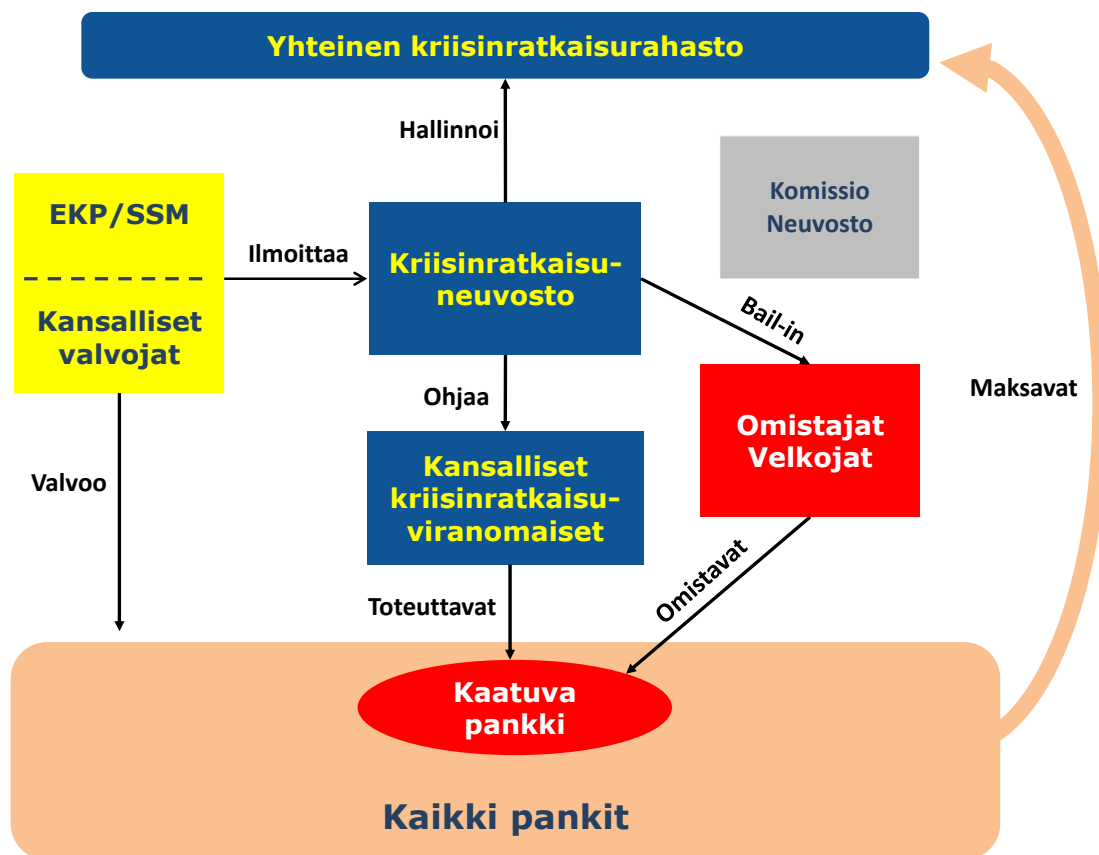 Yhteinen kriisinratkaisurahasto
Hallinnoi
Komissio
Neuvosto
EKP/SSM
Kansalliset
valvojat
Ilmoittaa
Kriisinratkaisu-
neuvosto
Bail-in
Maksavat
Ohjaa
Omistajat
Velkojat
Valvoo
Kansalliset
kriisinratkaisu-
viranomaiset
Omistavat
Toteuttavat
Kaatuva
pankki
Kaikki pankit